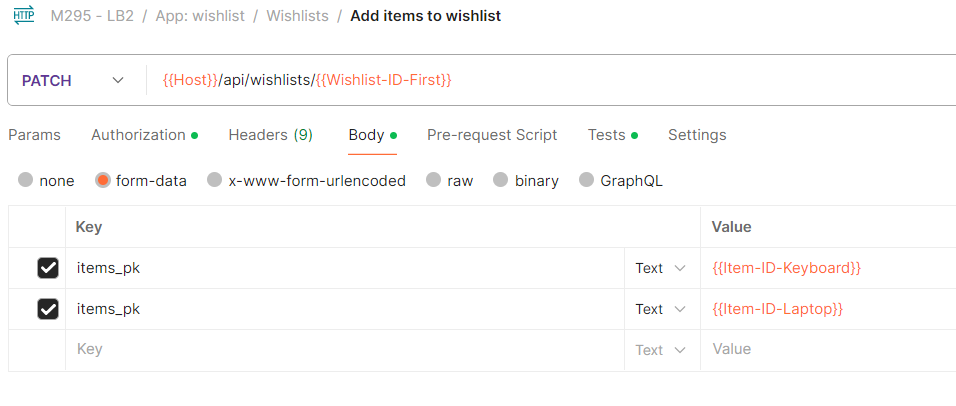 HTTP M295 - LB2 / App: wishlist / Wishlists / Add items to wishlist
PATCH {{Host}}/api/wishlists/{{Wishlist-ID-First}}
Params Authorization Headers (9) Body Pre-request Script Tests Settings
none form-data x-www-form-urlencoded raw binary GraphQL
Key Value
items_pk Text {{Item-ID-Keyboard}}
items_pk Text {{Item-ID-Laptop}}
Key Text Value